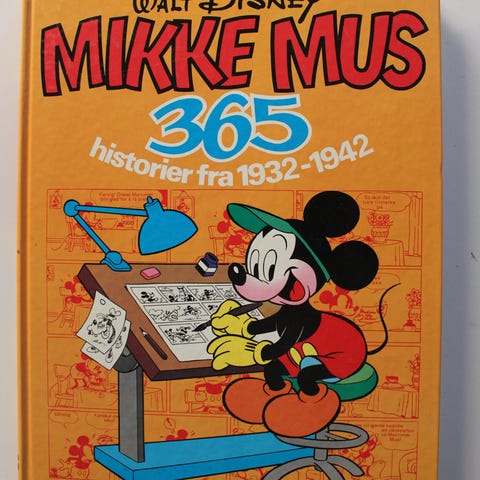 WALT DISNEY
MIKKE MUS
365
historier fra 1932-1942